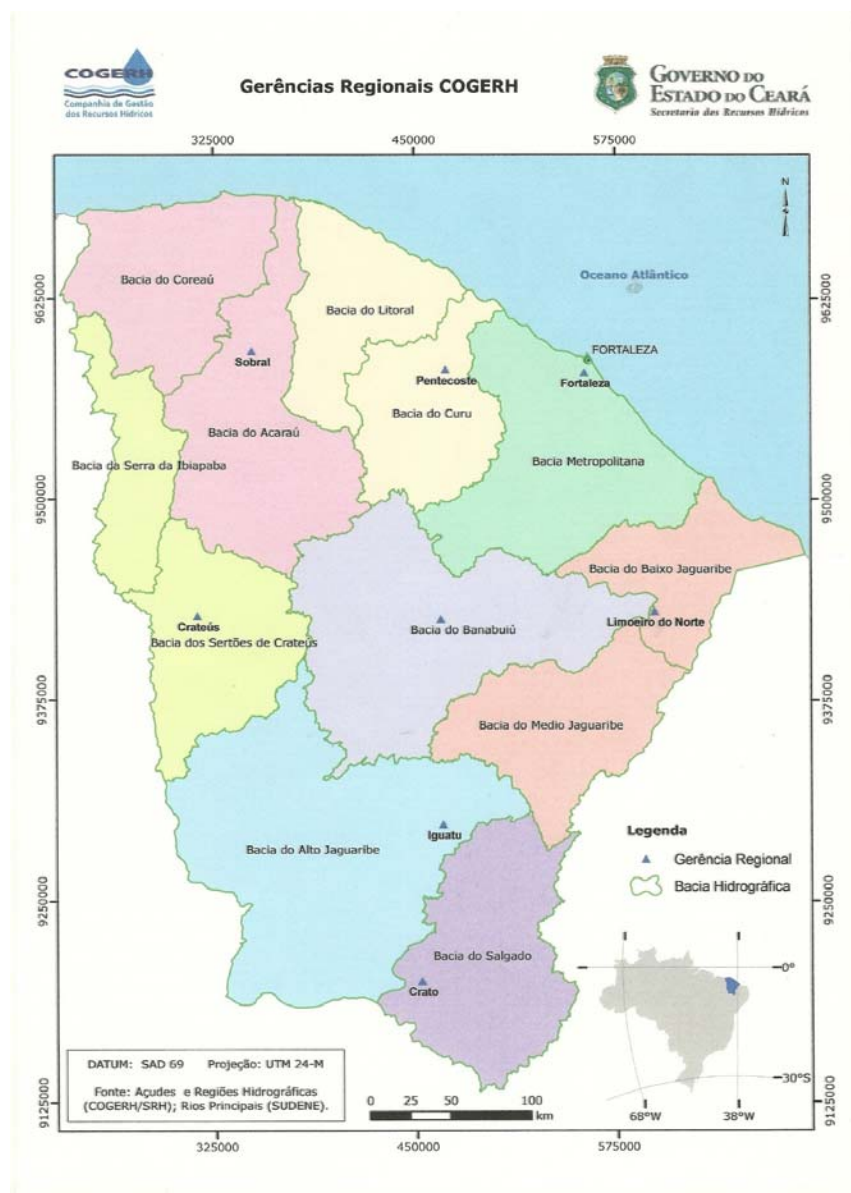 COGERH
Companhia de Gestão
dos Recursos Hídricos
Gerências Regionais COGERH
GOVERNO DO
ESTADO DO CEARÁ
Secretaria dos Recursos Hídricos
325000
450000
575000
N
9625000
9625000
Oceano Atlântico
Bacia do Coreaú
Bacia do Litoral
Sobral
FORTALEZA
Pentecoste
Fortaleza
Bacia do Curu
Bacia do Acaraú
Bacia da Serra da Ibiapaba
Bacia Metropolitana
9500000
9500000
Bacia do Baixo Jaguaribe
Crateús
Bacia dos Sertões de Crateús
Bacia do Banabuiú
Limoeiro do Norte
9375000
9375000
Bacia do Medio Jaguaribe
Iguatu
Bacia do Alto Jaguaribe
Legenda
Gerência Regional
Bacia Hidrográfica
9250000
9250000
Bacia do Salgado
Crato
0°
30°S
68°W
38°W
DATUM: SAD 69 Projeção: UTM 24-M
Fonte: Açudes e Regiões Hidrográficas
(COGERH/SRH); Rios Principais (SUDENE).
0 25 50 100
km
9125000
9125000
325000
450000
575000